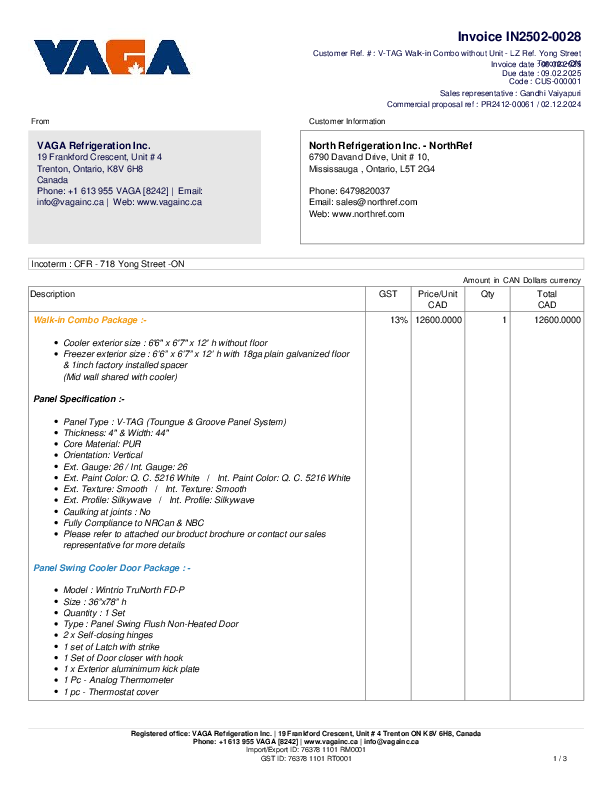 VAGA
Invoice IN2502-0028
Customer Ref. # : V-TAG Walk-in Combo without Unit - LZ Ref. Yong Street
Invoice date :
Due date : 09.02.2025
Code : CUS-000001
Sales representative : Gandhi Vaiyapuri
Commercial proposal ref : PR2412-00061 / 02.12.2024
From
Customer Information
VAGA Refrigeration Inc.
19 Frankford Crescent, Unit # 4
Trenton, Ontario, K8V 6H8
Canada
Phone: +1 613 955 VAGA [8242] | Email:
info@vagainc.ca | Web: www.vagainc.ca
North Refrigeration Inc. - NorthRef
6790 Davand Drive, Unit # 10,
Mississauga , Ontario, L5T 2G4
Phone: 6479820037
Email: sales@northref.com
Web: www.northref.com
Incoterm : CFR - 718 Yong Street -ON
Amount in CAN Dollars currency
Description GST Price/Unit CAD Qty Total CAD
Walk-in Combo Package :- 13% 12600.0000 1 12600.0000
• Cooler exterior size : 6'6" x 6'7" x 12' h without floor
• Freezer exterior size : 6'6" x 6'7" x 12' h with 18ga plain galvanized floor
& 1inch factory installed spacer
(Mid wall shared with cooler)
Panel Specification :-
• Panel Type : V-TAG (Toungue & Groove Panel System)
• Thickness: 4" & Width: 44"
• Core Material: PUR
• Orientation: Vertical
• Ext. Gauge: 26 / Int. Gauge: 26
• Ext. Paint Color: Q. C. 5216 White / Int. Paint Color: Q. C. 5216 White
• Ext. Texture: Smooth / Int. Texture: Smooth
• Ext. Profile: Silkywave / Int. Profile: Silkywave
• Caulking at joints : No
• Fully Compliance to NRCan & NBC
• Please refer to attached our broduct brochure or contact our sales
representative for more details
Panel Swing Cooler Door Package : -
• Model : Wintrio TruNorth FD-P
• Size : 36"x78" h
• Quantity : 1 Set
• Type : Panel Swing Flush Non-Heated Door
• 2 x Self-closing hinges
• 1 set of Latch with strike
• 1 Set of Door closer with hook
• 1 x Exterior aluminimum kick plate
• 1 Pc - Analog Thermometer
• 1 pc - Thermostat cover
Registered office: VAGA Refrigeration Inc. | 19 Frankford Crescent, Unit # 4 Trenton ON K8V 6H8, Canada
Phone: +1 613 955 VAGA [8242] | www.vagainc.ca | info@vagainc.ca
Import/Export ID: 76378 1101 RM0001
GST ID: 76378 1101 RT0001
1 / 3